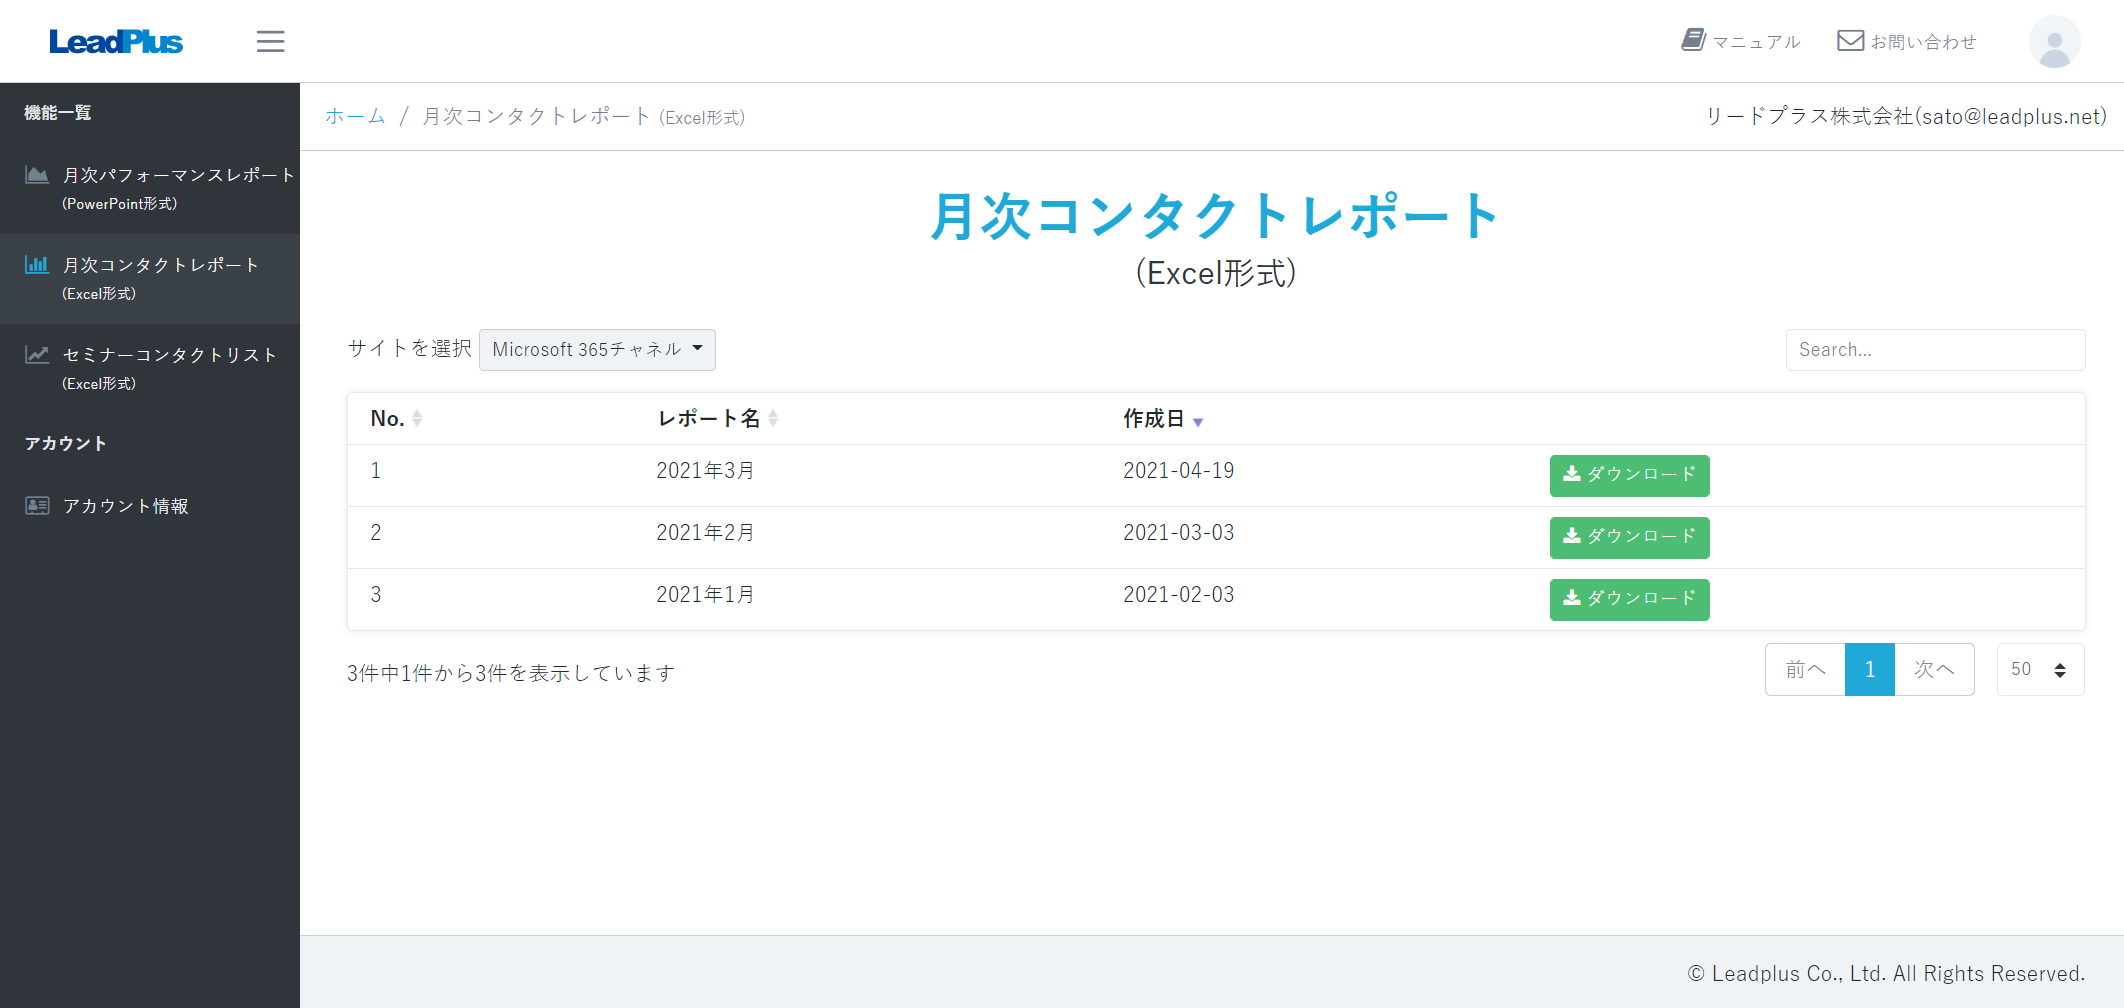 LeadPlus
マニュアル
お問い合わせ
機能一覧
月次パフォーマンスレポート
(PowerPoint形式)
月次コンタクトレポート
(Excel形式)
セミナーコンタクトリスト
(Excel形式)
アカウント
アカウント情報
ホーム / 月次コンタクトレポート (Excel形式)
リードプラス株式会社(sato@leadplus.net)
月次コンタクトレポート
(Excel形式)
サイトを選択 Microsoft 365チャネル
Search...
No. レポート名 作成日
1 2021年3月 2021-04-19 ダウンロード
2 2021年2月 2021-03-03 ダウンロード
3 2021年1月 2021-02-03 ダウンロード
3件中1件から3件を表示しています
前へ 1 次へ 50
© Leadplus Co., Ltd. All Rights Reserved.